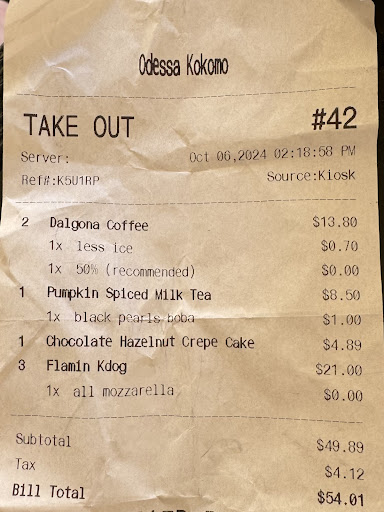 Odessa Kokomo
TAKE OUT #42
Server: Oct 06,2024 02:18:58 PM
Ref#:K5U1RP Source:Kiosk
2 Dalgona Coffee $13.80
1x less ice $0.70
1x 50% (recommended) $0.00
1 Pumpkin Spiced Milk Tea $8.50
1x black pearls boba $1.00
1 Chocolate Hazelnut Crepe Cake $4.89
3 Flamin Kdog $21.00
1x all mozzarella $0.00
Subtotal $49.89
Tax $4.12
Bill Total $54.01